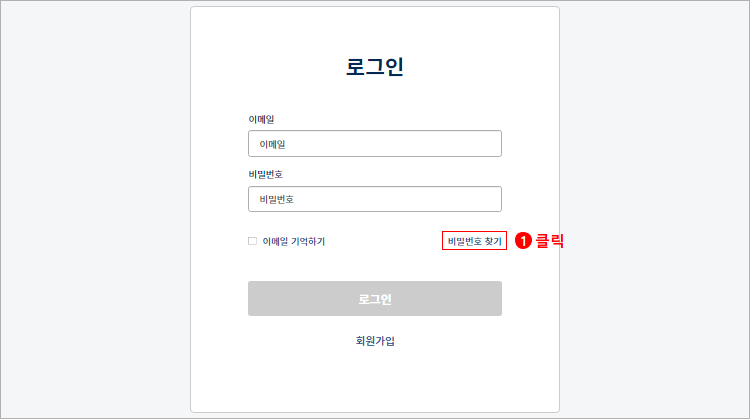 로그인
이메일
이메일
비밀번호
비밀번호
이메일 기억하기 비밀번호 찾기 1 클릭
로그인
회원가입